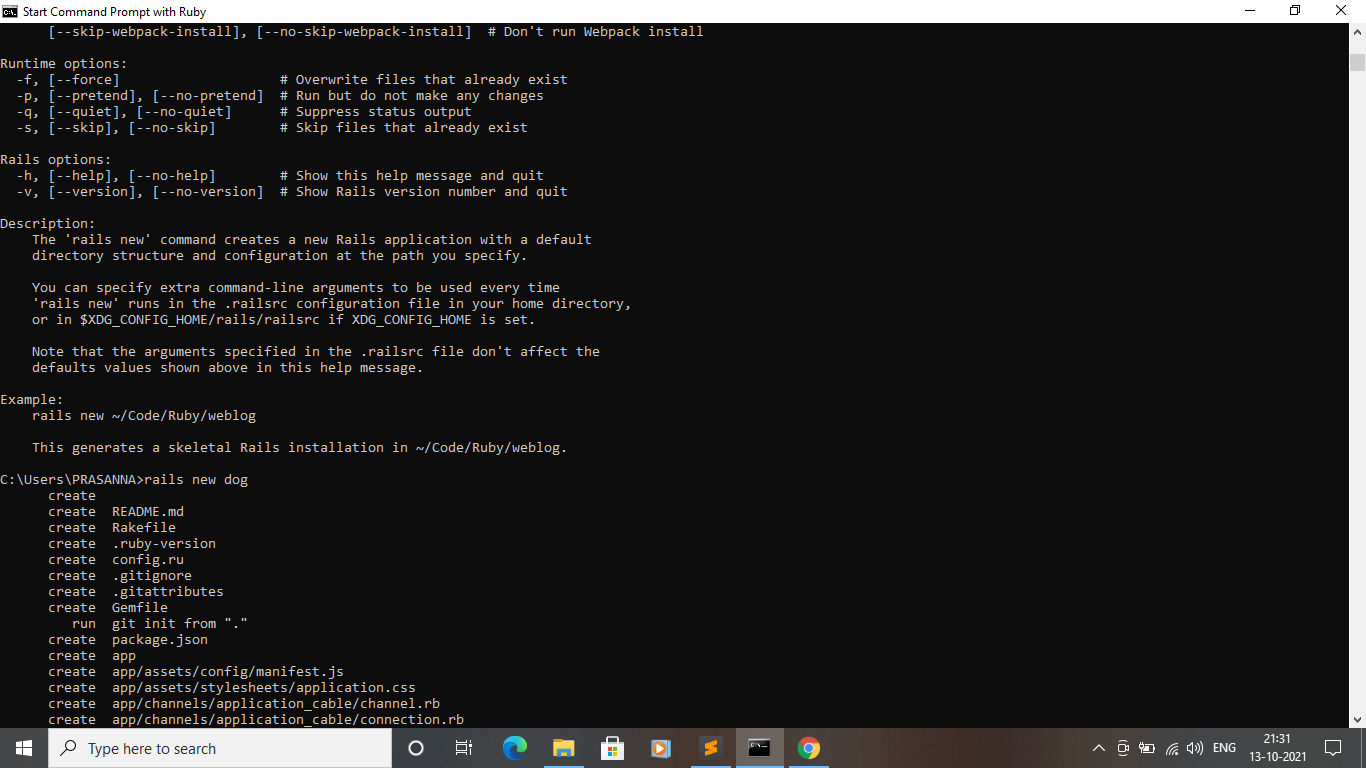 Start Command Prompt with Ruby
[--skip-webpack-install], [--no-skip-webpack-install]  # Don't run Webpack install
Runtime options:
-f, [--force]                    # Overwrite files that already exist
-p, [--pretend], [--no-pretend]  # Run but do not make any changes
-q, [--quiet], [--no-quiet]      # Suppress status output
-s, [--skip], [--no-skip]        # Skip files that already exist
Rails options:
-h, [--help], [--no-help]        # Show this help message and quit
-v, [--version], [--no-version]  # Show Rails version number and quit
Description:
The 'rails new' command creates a new Rails application with a default
directory structure and configuration at the path you specify.
You can specify extra command-line arguments to be used every time
'rails new' runs in the .railsrc configuration file in your home directory,
or in $XDG_CONFIG_HOME/rails/railsrc if XDG_CONFIG_HOME is set.
Note that the arguments specified in the .railsrc file don't affect the
defaults values shown above in this help message.
Example:
rails new ~/Code/Ruby/weblog
This generates a skeletal Rails installation in ~/Code/Ruby/weblog.
C:\Users\PRASANNA>rails new dog
create
create  README.md
create  Rakefile
create  .ruby-version
create  config.ru
create  .gitignore
create  .gitattributes
create  Gemfile
run  git init from "."
create  package.json
create  app
create  app/assets/config/manifest.js
create  app/assets/stylesheets/application.css
create  app/channels/application_cable/channel.rb
create  app/channels/application_cable/connection.rb
Type here to search
ENG
21:31
13-10-2021